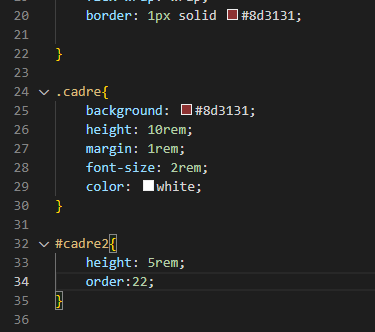 20 border: 1px solid #8d3131;
21
22 }
23
24 .cadre{
25 background: #8d3131;
26 height: 10rem;
27 margin: 1rem;
28 font-size: 2rem;
29 color: white;
30 }
31
32 #cadre2{
33 height: 5rem;
34 order:22;
35 }
36